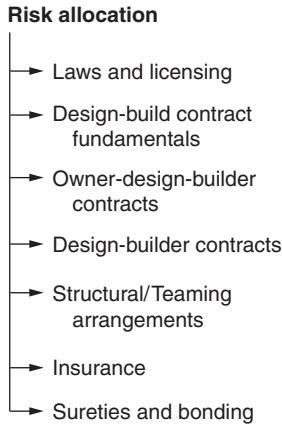 Risk allocation
Laws and licensing
Design-build contract
fundamentals
Owner-design-builder
contracts
Design-builder contracts
Structural/Teaming
arrangements
Insurance
Sureties and bonding